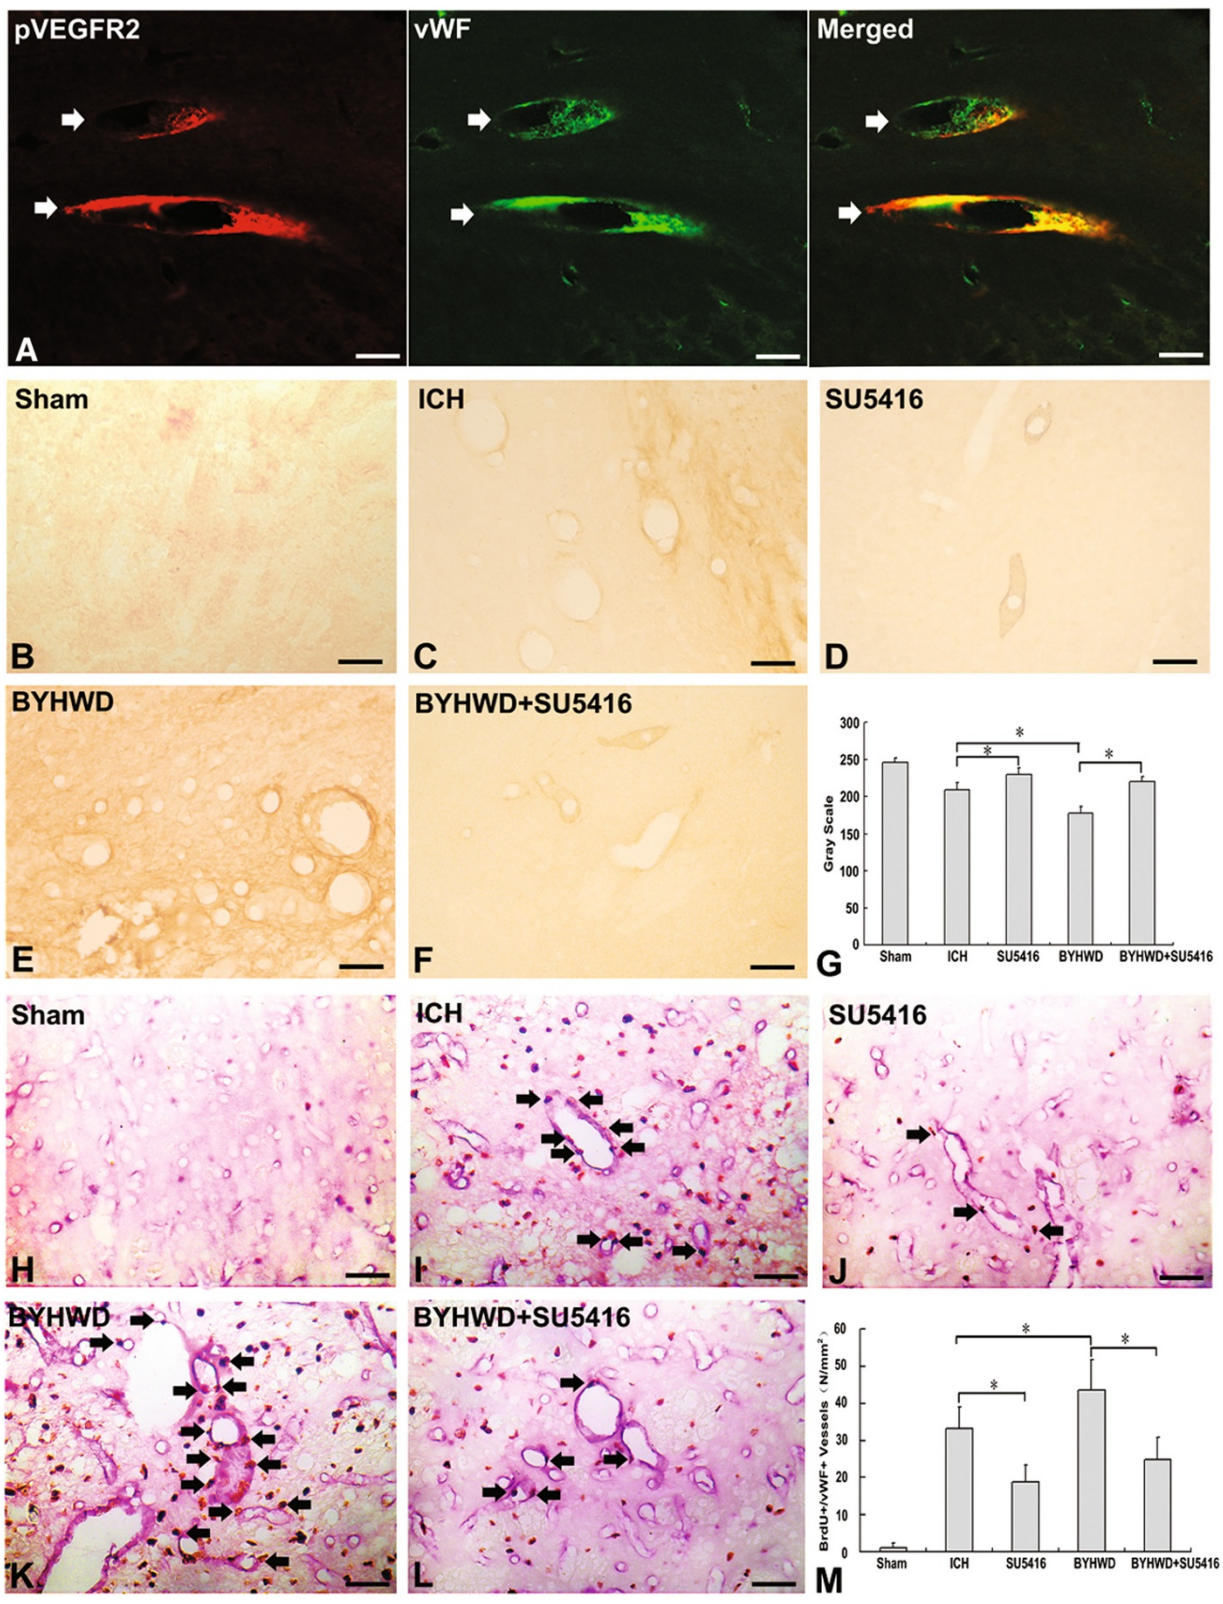 pVEGFR2
vWF
Merged
A
Sham
ICH
SU5416
B
C
D
BYHWD
BYHWD+SU5416
E
F
300
250
200
150
100
50
0
Gray Scale
*
*
*
Sham ICH SU5416 BYHWD BYHWD+SU5416
G
Sham
ICH
SU5416
H
I
J
BYHWD
BYHWD+SU5416
K
L
60
50
40
30
20
10
0
BrdU+/vWF+ Vessels (N/mm²)
*
*
*
Sham ICH SU5416 BYHWD BYHWD+SU5416
M